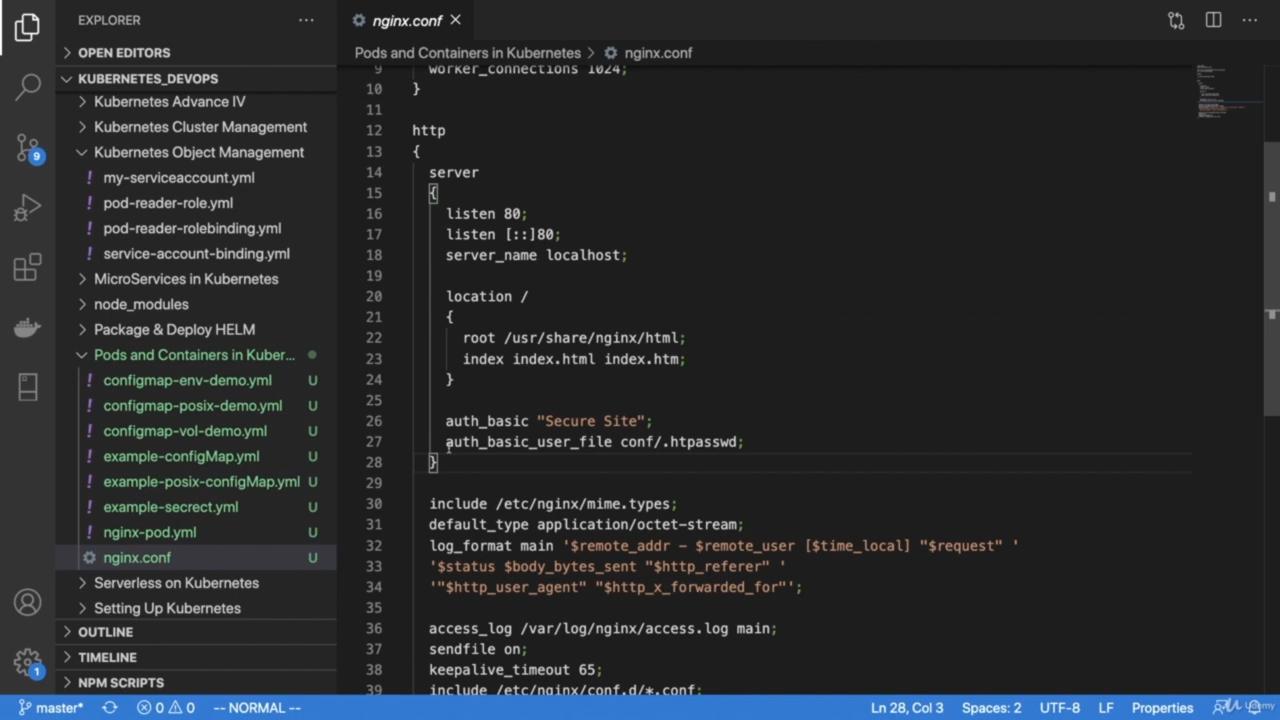 EXPLORER
nginx.conf
OPEN EDITORS
Pods and Containers in Kubernetes > nginx.conf
KUBERNETES_DEVOPS
Kubernetes Advance IV
Kubernetes Cluster Management
Kubernetes Object Management
my-serviceaccount.yml
pod-reader-role.yml
pod-reader-rolebinding.yml
service-account-binding.yml
MicroServices in Kubernetes
node_modules
Package & Deploy HELM
Pods and Containers in Kuber...
configmap-env-demo.yml U
configmap-posix-demo.yml U
configmap-vol-demo.yml U
example-configMap.yml U
example-posix-configMap.yml U
example-secrect.yml U
nginx-pod.yml U
nginx.conf U
Serverless on Kubernetes
Setting Up Kubernetes
OUTLINE
TIMELINE
NPM SCRIPTS
9
1
9 worker_connections 1024;
10 }
11
12 http
13 {
14 server
15 {
16 listen 80;
17 listen [::]80;
18 server_name localhost;
19
20 location /
21 {
22 root /usr/share/nginx/html;
23 index index.html index.htm;
24 }
25
26 auth_basic "Secure Site";
27 auth_basic_user_file conf/.htpasswd;
28 }
29
30 include /etc/nginx/mime.types;
31 default_type application/octet-stream;
32 log_format main '$remote_addr - $remote_user [$time_local] "$request" '
33 '$status $body_bytes_sent "$http_referer" '
34 '"$http_user_agent" "$http_x_forwarded_for"';
35
36 access_log /var/log/nginx/access.log main;
37 sendfile on;
38 keepalive_timeout 65;
39 include /etc/nginx/conf.d/*.conf;
master* 0 0 -- NORMAL -- Ln 28, Col 3 Spaces: 2 UTF-8 LF Properties Udemy